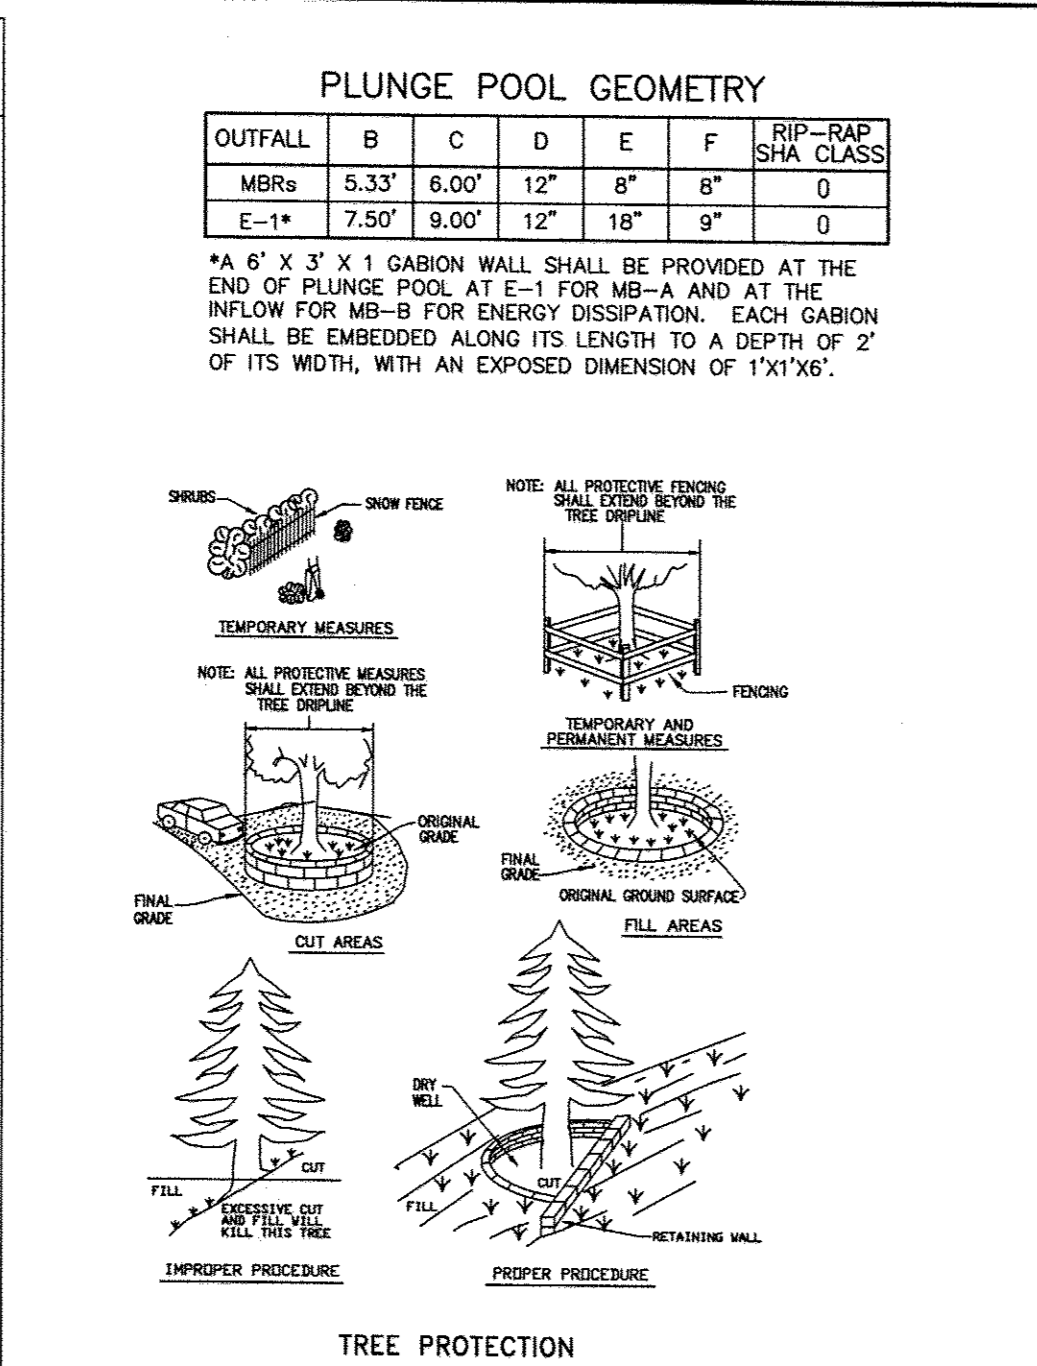 PLUNGE POOL GEOMETRY
OUTFALL B C D E F RIP-RAP SHA CLASS
MBRs 5.33' 6.00' 12" 8" 8" 0
E-1* 7.50' 9.00' 12" 18" 9" 0
*A 6' X 3' X 1 GABION WALL SHALL BE PROVIDED AT THE
END OF PLUNGE POOL AT E-1 FOR MB-A AND AT THE
INFLOW FOR MB-B FOR ENERGY DISSIPATION. EACH GABION
SHALL BE EMBEDDED ALONG ITS LENGTH TO A DEPTH OF 2'
OF ITS WIDTH, WITH AN EXPOSED DIMENSION OF 1'X1'X6'.
SHRUBS
SNOW FENCE
TEMPORARY MEASURES
NOTE: ALL PROTECTIVE FENCING
SHALL EXTEND BEYOND THE
TREE DRIPLINE
FENCING
TEMPORARY AND
PERMANENT MEASURES
NOTE: ALL PROTECTIVE MEASURES
SHALL EXTEND BEYOND THE
TREE DRIPLINE
ORIGINAL
GRADE
FINAL
GRADE
CUT AREAS
FINAL
GRADE
ORIGINAL GROUND SURFACE
FILL AREAS
CUT
FILL
EXCESSIVE CUT
AND FILL WILL
KILL THIS TREE
IMPROPER PROCEDURE
DRY
WELL
CUT
FILL
RETAINING WALL
PROPER PROCEDURE
TREE PROTECTION